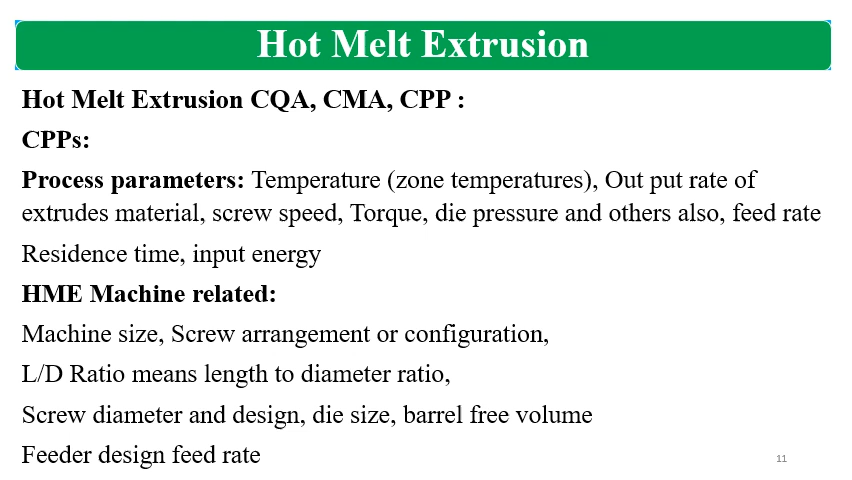 Hot Melt Extrusion
Hot Melt Extrusion CQA, CMA, CPP :
CPPs:
Process parameters: Temperature (zone temperatures), Out put rate of
extrudes material, screw speed, Torque, die pressure and others also, feed rate
Residence time, input energy
HME Machine related:
Machine size, Screw arrangement or configuration,
L/D Ratio means length to diameter ratio,
Screw diameter and design, die size, barrel free volume
Feeder design feed rate
11